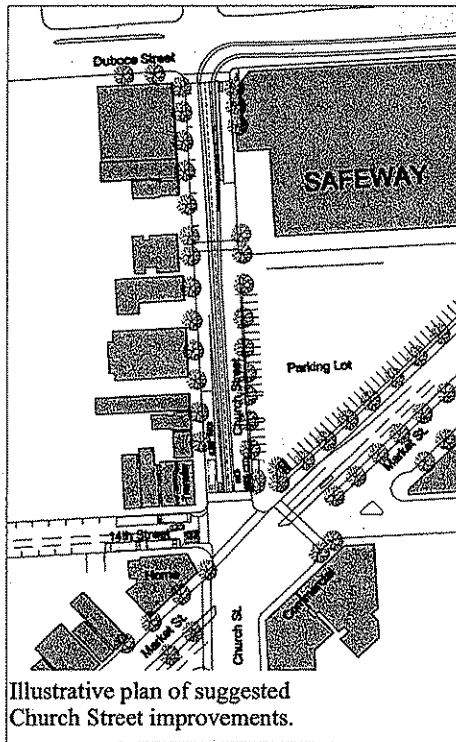 Duboce Street
SAFEWAY
Parking Lot
Church Street
Market St.
14th Street
Home
Market St.
Church St.
Commercial
Illustrative plan of suggested
Church Street improvements.